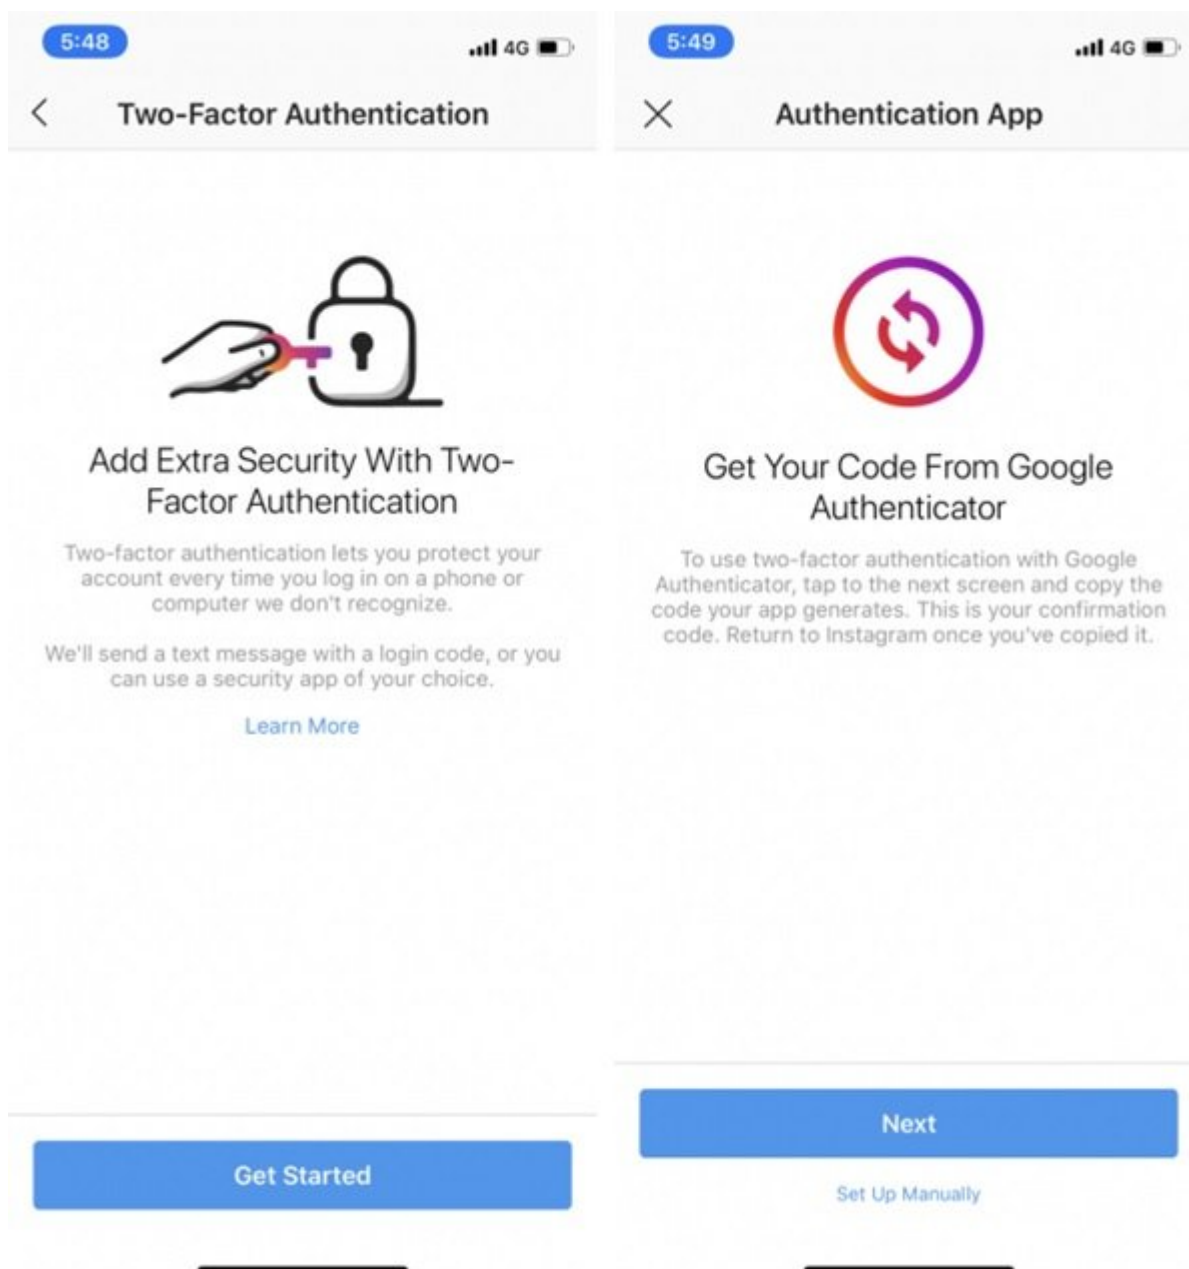 5:48
4G
Two-Factor Authentication
Add Extra Security With Two-
Factor Authentication
Two-factor authentication lets you protect your
account every time you log in on a phone or
computer we don't recognize.
We'll send a text message with a login code, or you
can use a security app of your choice.
Learn More
Get Started
5:49
4G
Authentication App
Get Your Code From Google
Authenticator
To use two-factor authentication with Google
Authenticator, tap to the next screen and copy the
code your app generates. This is your confirmation
code. Return to Instagram once you've copied it.
Next
Set Up Manually